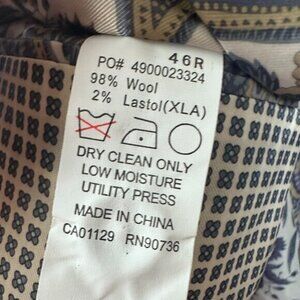 46R
PO# 4900023324
98% Wool
2% Lastol(XLA)
DRY CLEAN ONLY
LOW MOISTURE
UTILITY PRESS
MADE IN CHINA
CA01129 RN90736